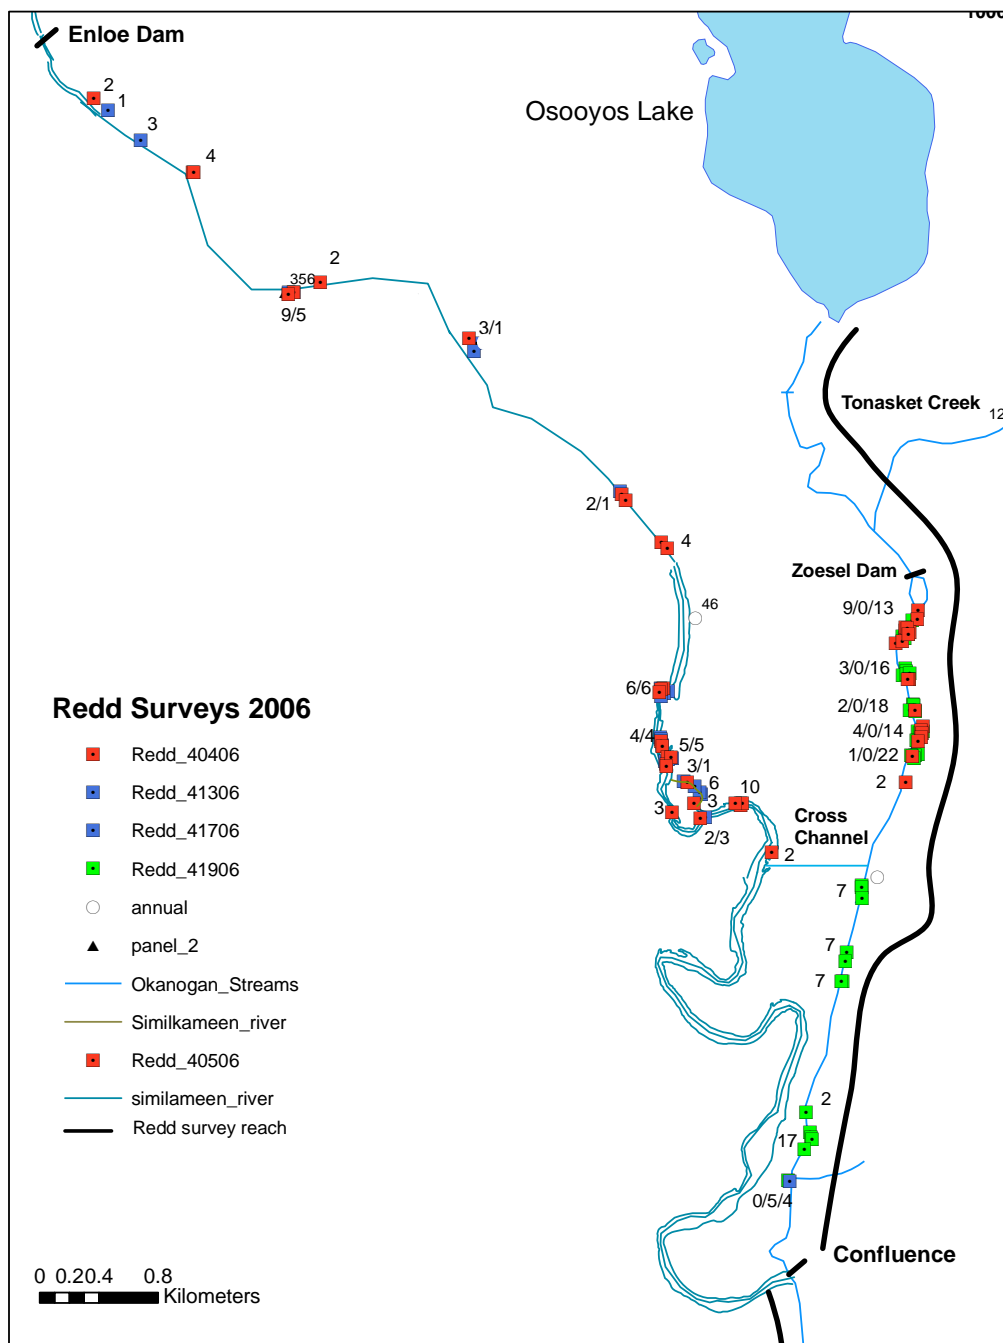 Enloe Dam
2
1
3
4
Osooyos Lake
2
356
9/5
3/1
Tonasket Creek
12
2/1
4
Zoesel Dam
46
9/0/13
3/0/16
6/6
2/0/18
4/4
4/0/14
5/5
1/0/22
3/1
6
2
3
3
10
2/3
Cross
Channel
2
7
7
7
2
17
0/5/4
Confluence
Redd Surveys 2006
Redd_40406
Redd_41306
Redd_41706
Redd_41906
annual
panel_2
Okanogan_Streams
Similkameen_river
Redd_40506
similameen_river
Redd survey reach
0 0.20.4 0.8
Kilometers